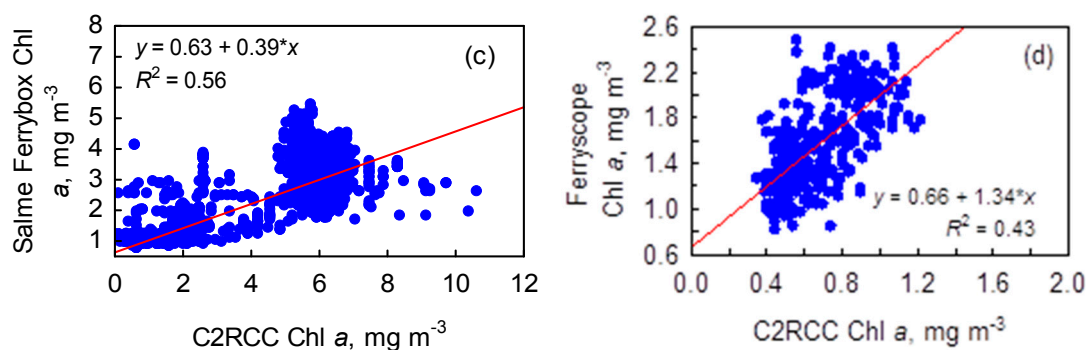 Salme Ferrybox Chl
a, mg m⁻³
8
7
6
5
4
3
2
1
y = 0.63 + 0.39*x
R² = 0.56
(c)
0 2 4 6 8 10 12
C2RCC Chl a, mg m⁻³
Ferryscope
Chl a, mg m⁻³
2.6
2.2
1.8
1.4
1.0
0.6
(d)
y = 0.66 + 1.34*x
R² = 0.43
0.0 0.4 0.8 1.2 1.6 2.0
C2RCC Chl a, mg m⁻³